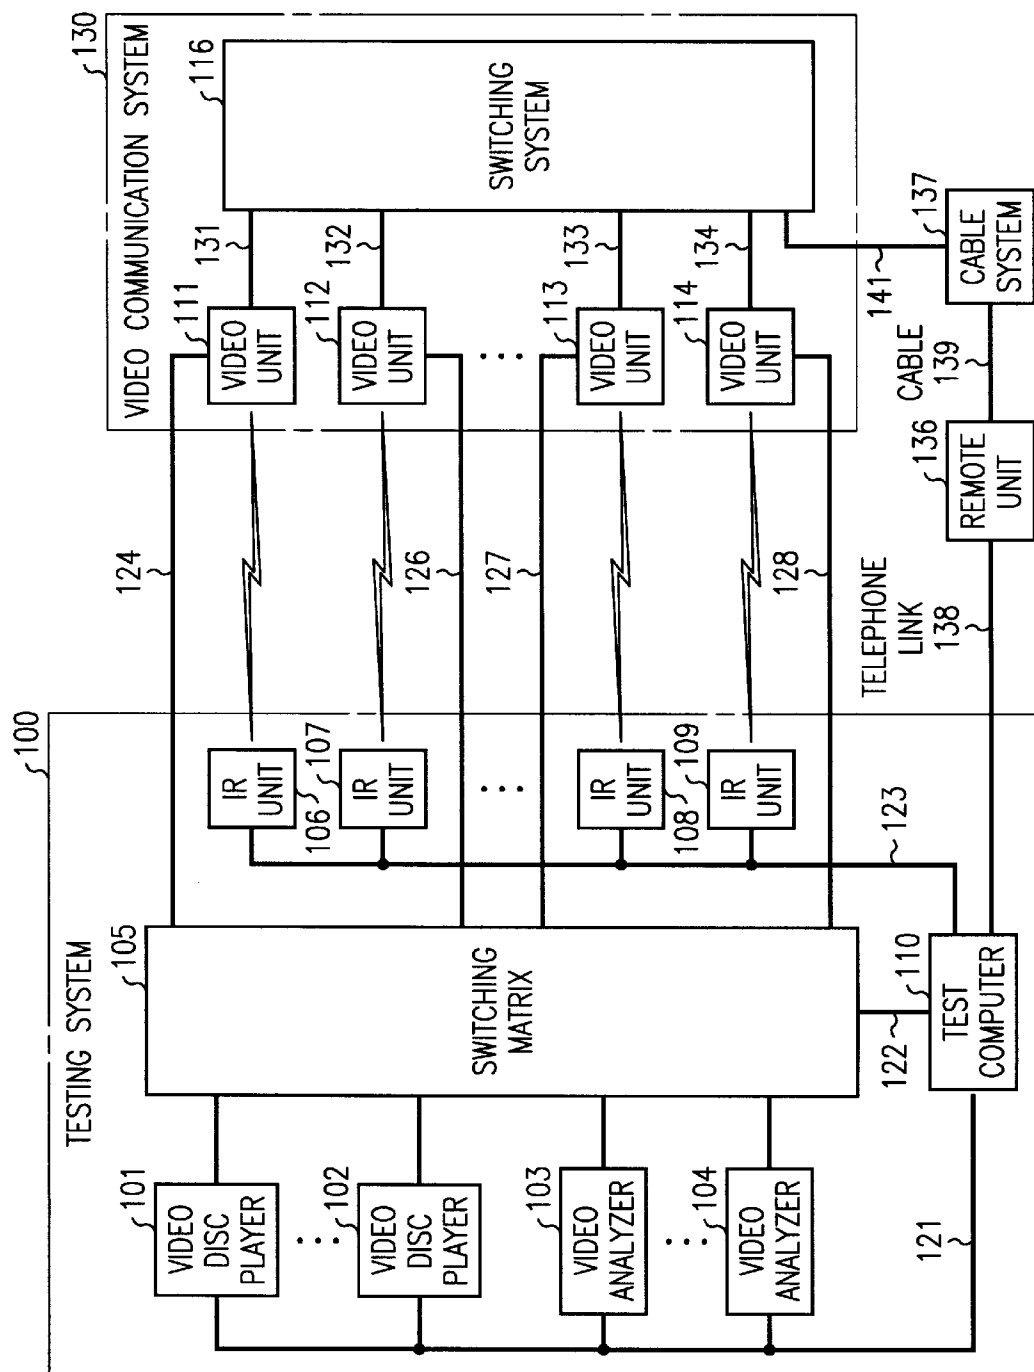 100
TESTING SYSTEM
101
VIDEO
DISC
PLAYER
102
VIDEO
DISC
PLAYER
103
VIDEO
ANALYZER
104
VIDEO
ANALYZER
121
105
SWITCHING
MATRIX
122
110
TEST
COMPUTER
123
IR
UNIT
106
IR
UNIT
107
IR
UNIT
108
IR
UNIT
109
124
126
127
128
TELEPHONE
LINK
138
136
REMOTE
UNIT
CABLE
139
137
CABLE
SYSTEM
141
130
VIDEO COMMUNICATION SYSTEM
111
VIDEO
UNIT
112
VIDEO
UNIT
113
VIDEO
UNIT
114
VIDEO
UNIT
131
132
133
134
116
SWITCHING
SYSTEM